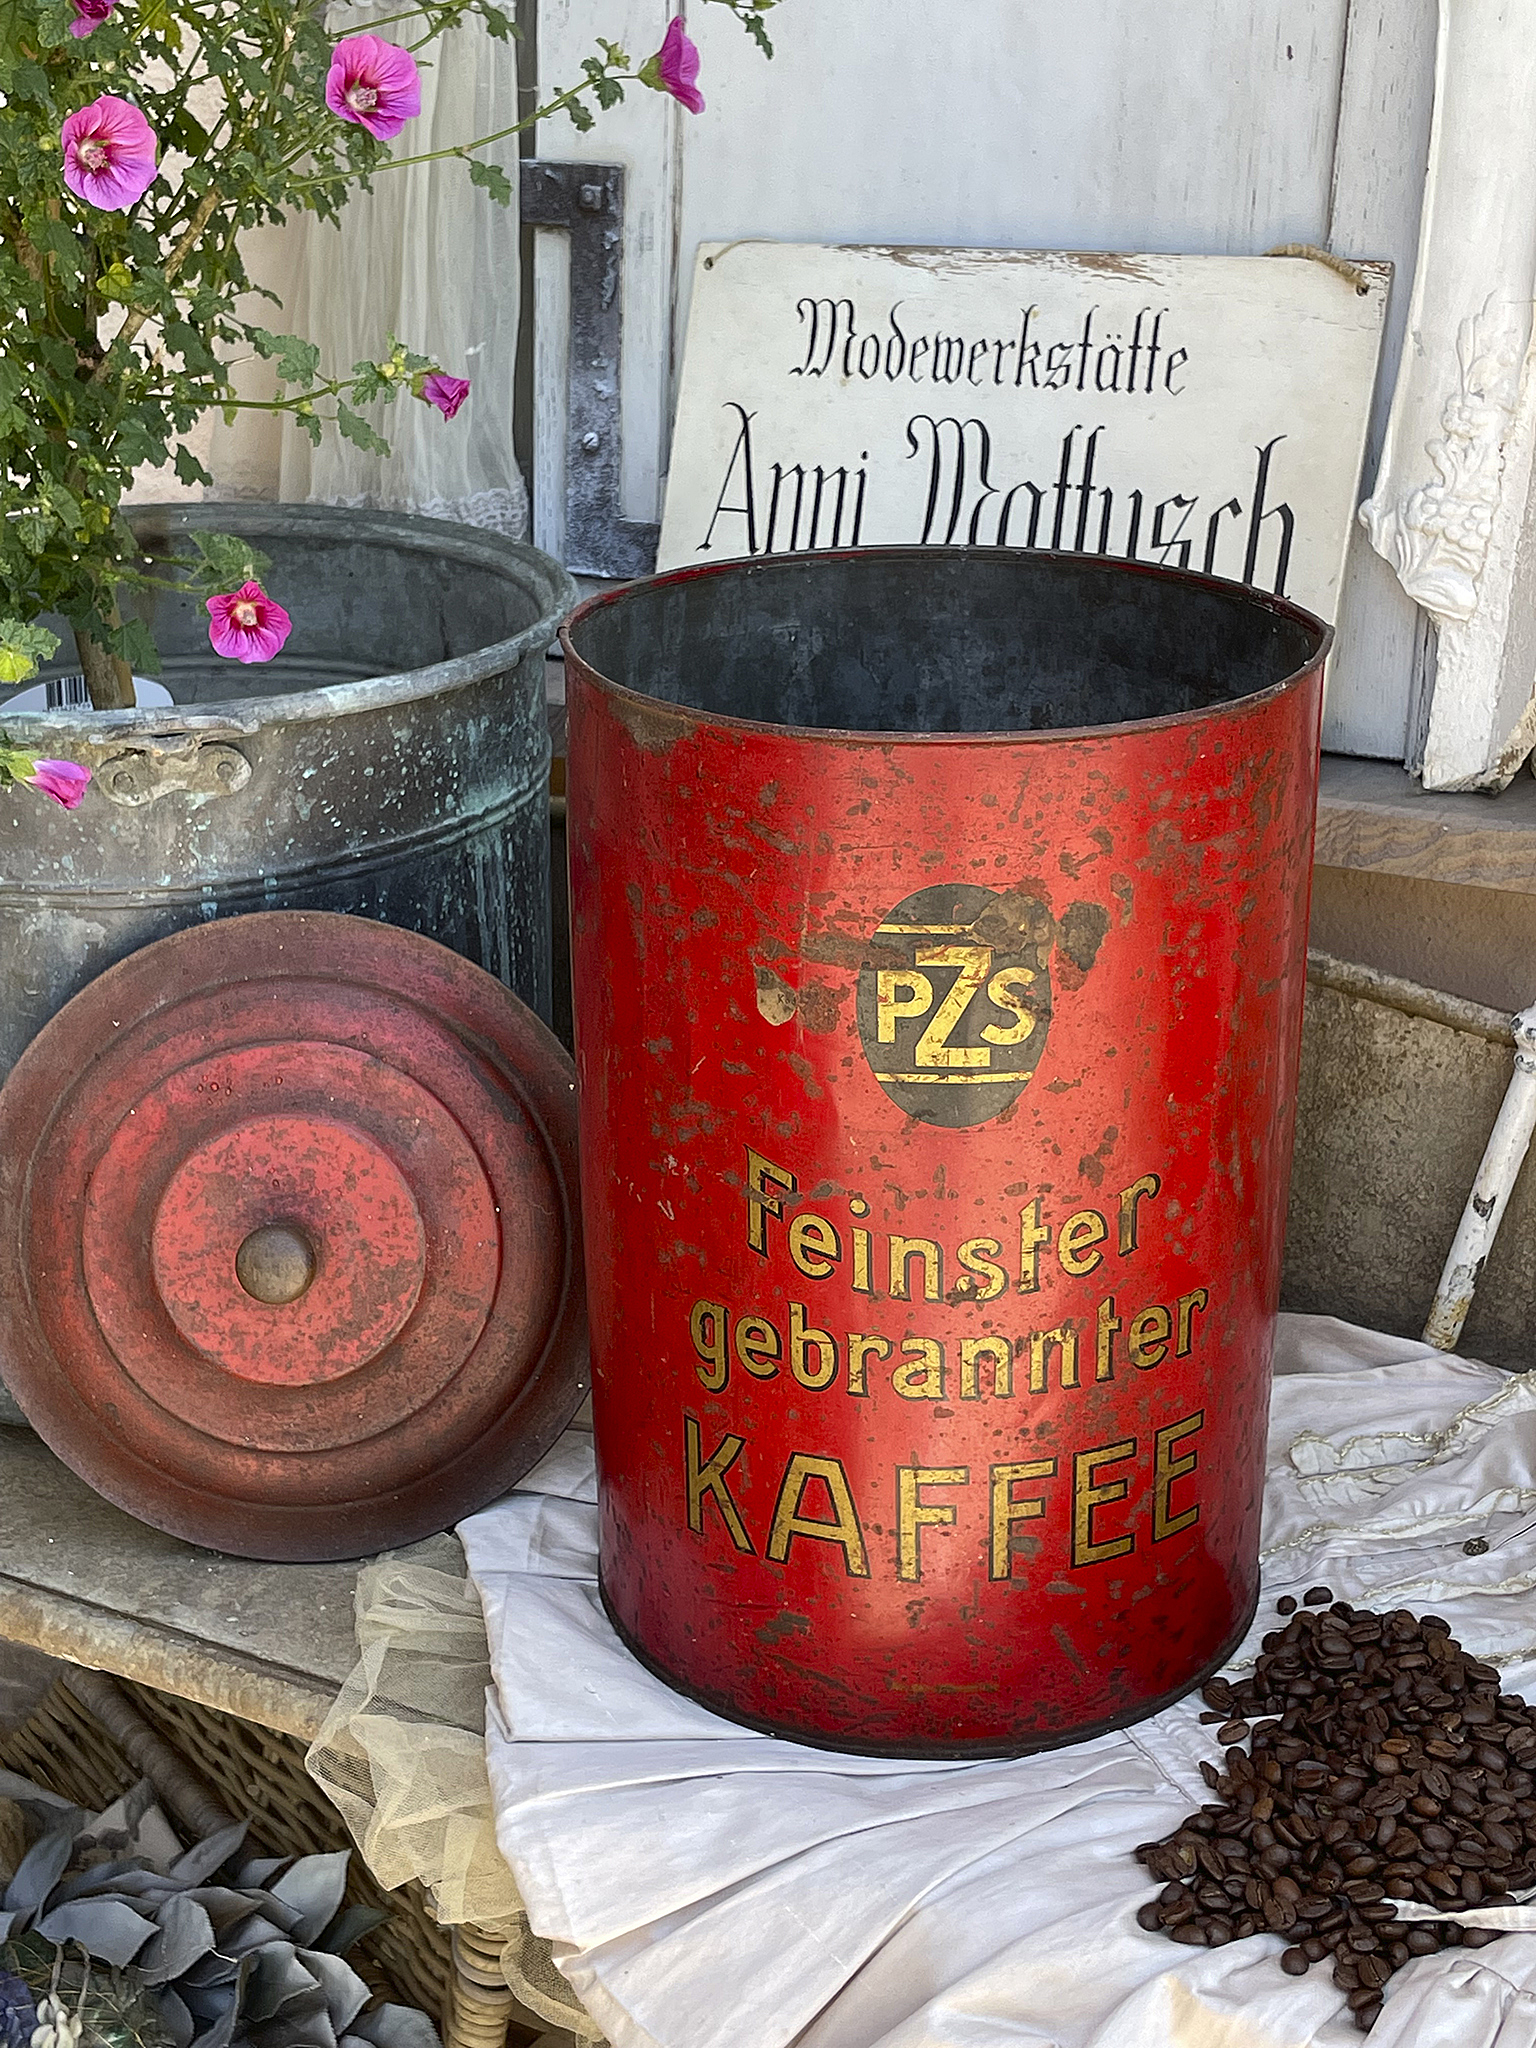 Modewerkstätte
Anni Mattusch
PZS
Feinster
gebrannter
KAFFEE